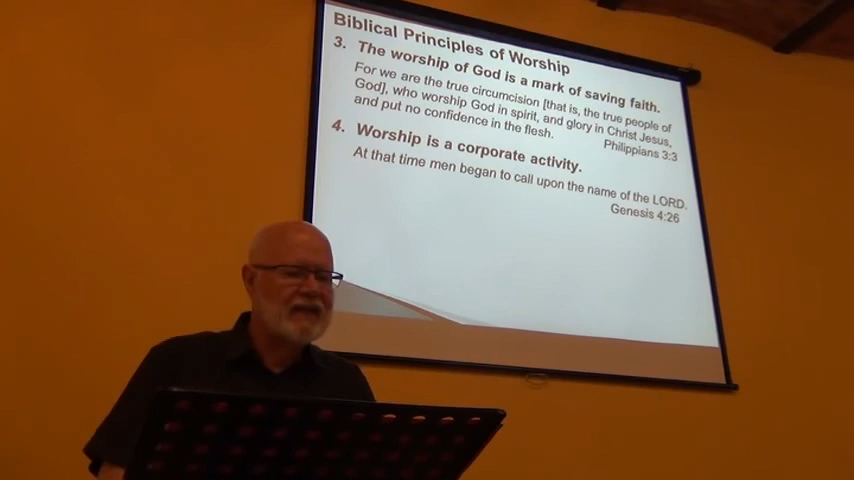 Biblical Principles of Worship
3. The worship of God is a mark of saving faith.
For we are the true circumcision [that is, the true people of
God], who worship God in spirit, and glory in Christ Jesus,
and put no confidence in the flesh.
Philippians 3:3
4. Worship is a corporate activity.
At that time men began to call upon the name of the LORD.
Genesis 4:26